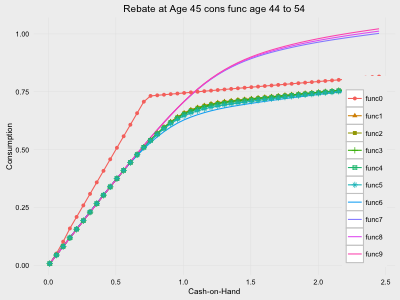 Rebate at Age 45 cons func age 44 to 54
1.00
0.75
0.50
0.25
0.00
Consumption
0.0 0.5 1.0 1.5 2.0 2.5
Cash-on-Hand
func0
func1
func2
func3
func4
func5
func6
func7
func8
func9